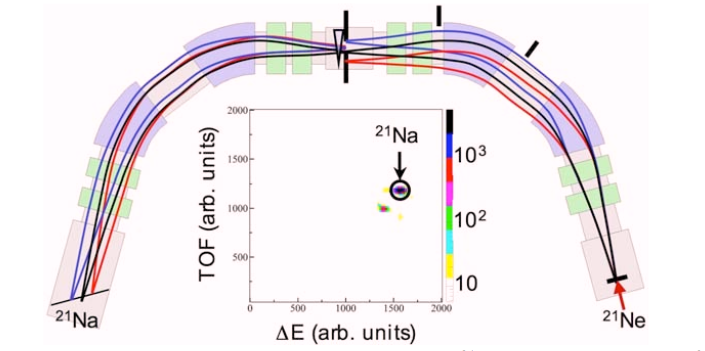 2000
²¹Na
1500
10³
1000
10²
500
10
0 500 1000 1500 2000
TOF (arb. units)
ΔE (arb. units)
²¹Na
²¹Ne